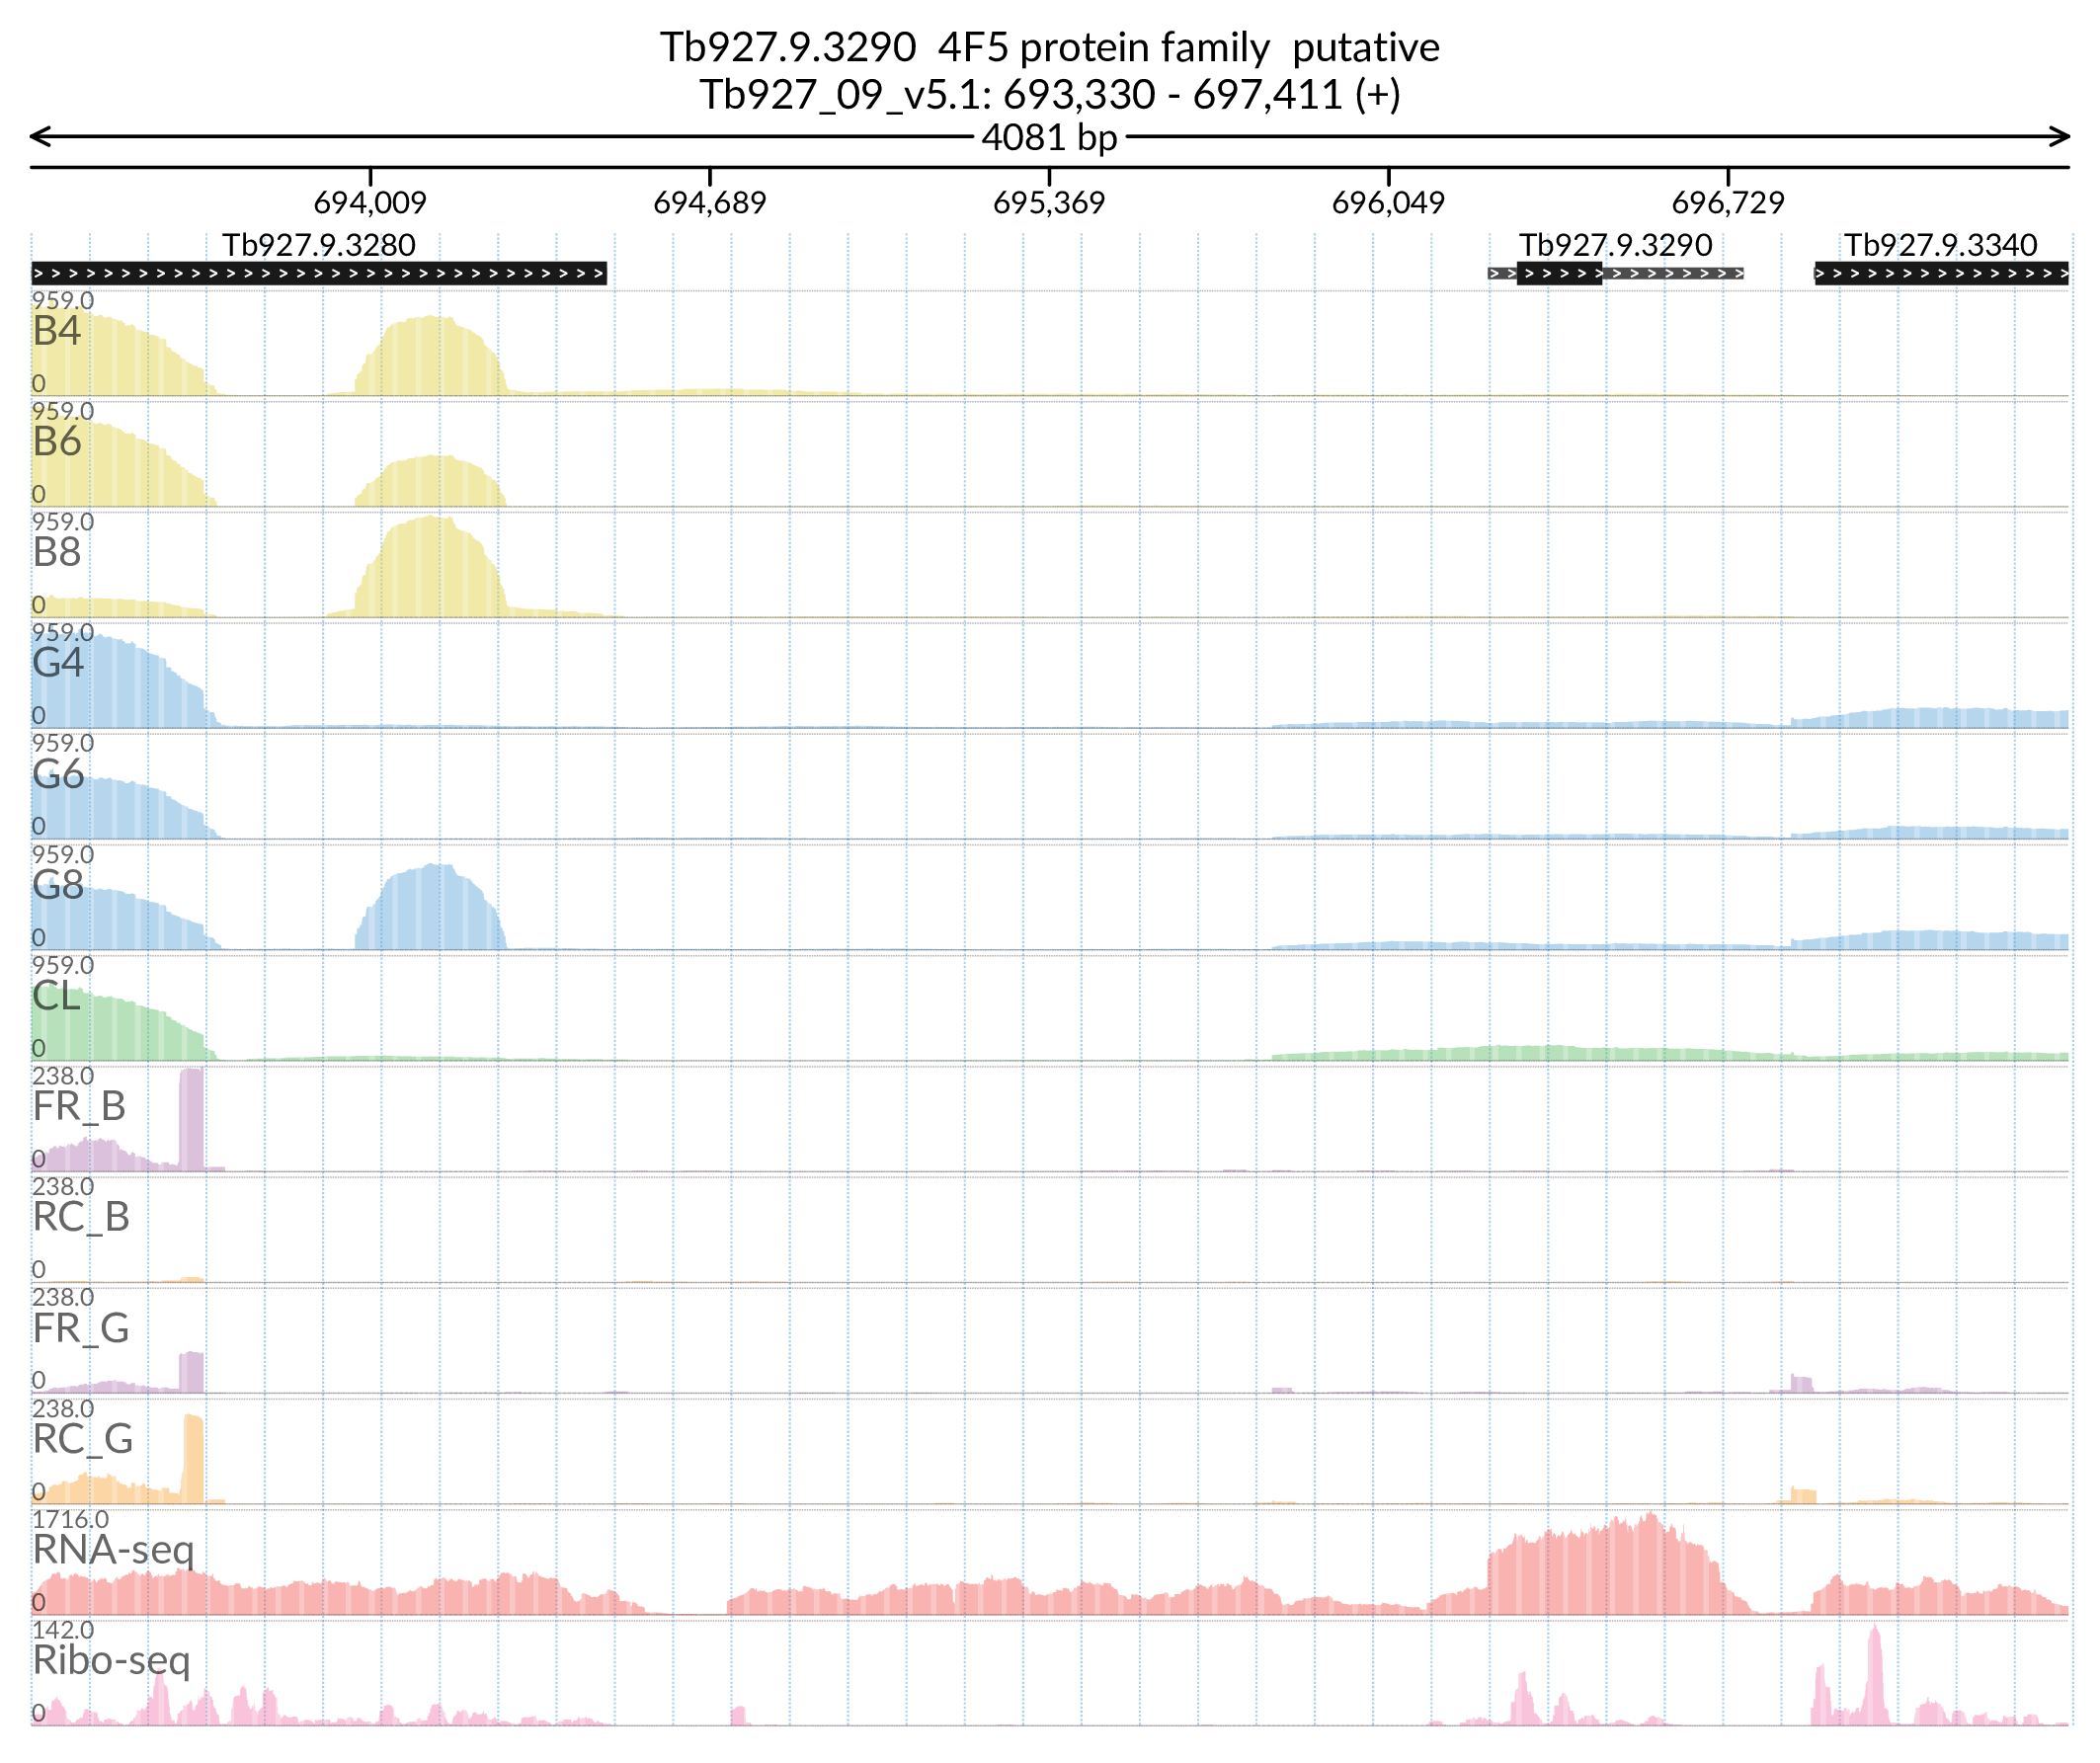 Tb927.9.3290  4F5 protein family  putative
Tb927_09_v5.1: 693,330 - 697,411 (+)
4081 bp
694,009 694,689 695,369 696,049 696,729
Tb927.9.3280 Tb927.9.3290 Tb927.9.3340
959.0
B4
0
959.0
B6
0
959.0
B8
0
959.0
G4
0
959.0
G6
0
959.0
G8
0
959.0
CL
0
238.0
FR_B
0
238.0
RC_B
0
238.0
FR_G
0
238.0
RC_G
0
1716.0
RNA-seq
0
142.0
Ribo-seq
0